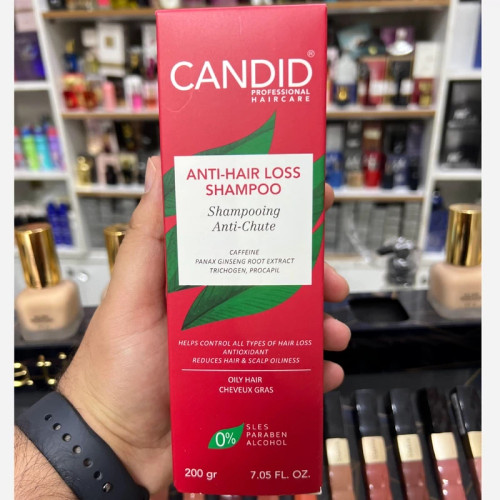 CANDID®
PROFESSIONAL
HAIRCARE
ANTI-HAIR LOSS
SHAMPOO
Shampooing
Anti-Chute
CAFFEINE
PANAX GINSENG ROOT EXTRACT
TRICHOGEN, PROCAPIL
HELPS CONTROL ALL TYPES OF HAIR LOSS
ANTIOXIDANT
REDUCES HAIR & SCALP OILINESS
OILY HAIR
CHEVEUX GRAS
0%
SLES
PARABEN
ALCOHOL
200 gr 7.05 FL. OZ.